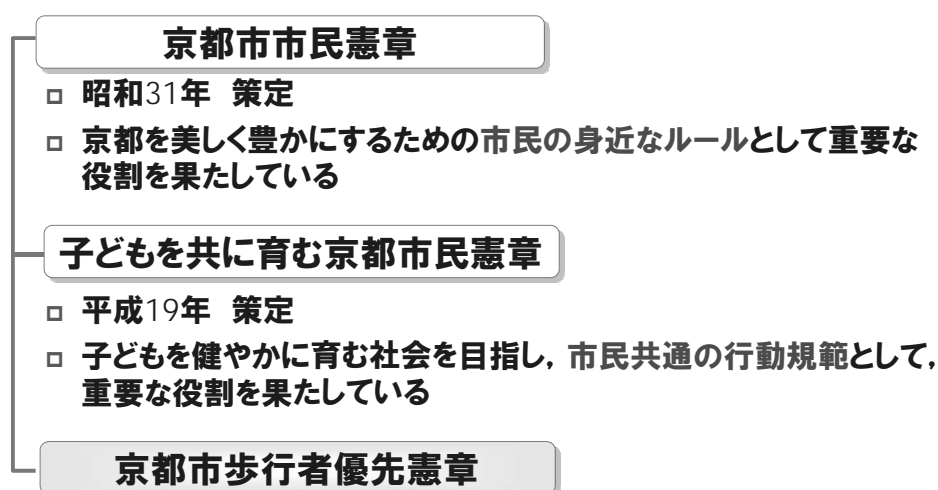 京都市市民憲章
□ 昭和31年 策定
□ 京都を美しく豊かにするための市民の身近なルールとして重要な
役割を果たしている
子どもを共に育む京都市民憲章
□ 平成19年 策定
□ 子どもを健やかに育む社会を目指し，市民共通の行動規範として，
重要な役割を果たしている
京都市歩行者優先憲章